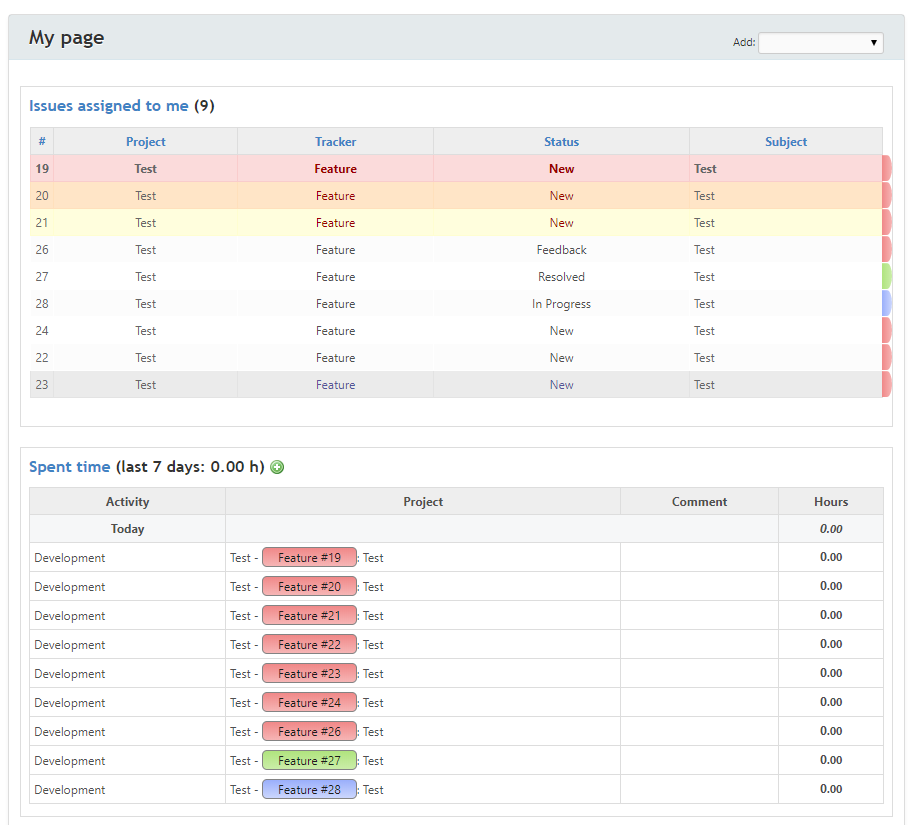 My page
Add:
Issues assigned to me (9)
# Project Tracker Status Subject
19 Test Feature New Test
20 Test Feature New Test
21 Test Feature New Test
26 Test Feature Feedback Test
27 Test Feature Resolved Test
28 Test Feature In Progress Test
24 Test Feature New Test
22 Test Feature New Test
23 Test Feature New Test
Spent time (last 7 days: 0.00 h)
Activity Project Comment Hours
Today 0.00
Development Test - Feature #19: Test 0.00
Development Test - Feature #20: Test 0.00
Development Test - Feature #21: Test 0.00
Development Test - Feature #22: Test 0.00
Development Test - Feature #23: Test 0.00
Development Test - Feature #24: Test 0.00
Development Test - Feature #26: Test 0.00
Development Test - Feature #27: Test 0.00
Development Test - Feature #28: Test 0.00